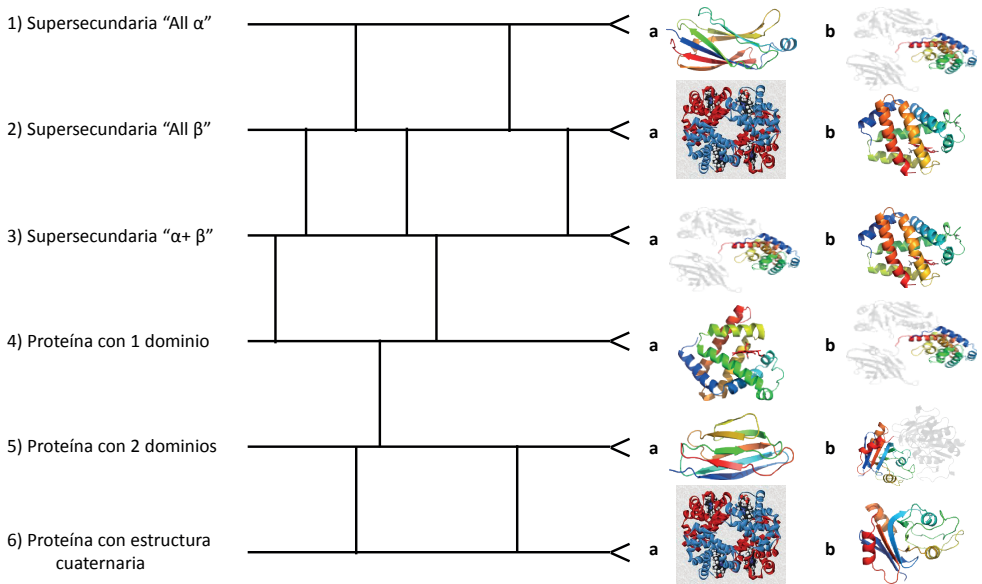 1) Supersecundaria “All α”
a
b
2) Supersecundaria “All β”
a
b
3) Supersecundaria “α+ β”
a
b
4) Proteína con 1 dominio
a
b
5) Proteína con 2 dominios
a
b
6) Proteína con estructura
cuaternaria
a
b